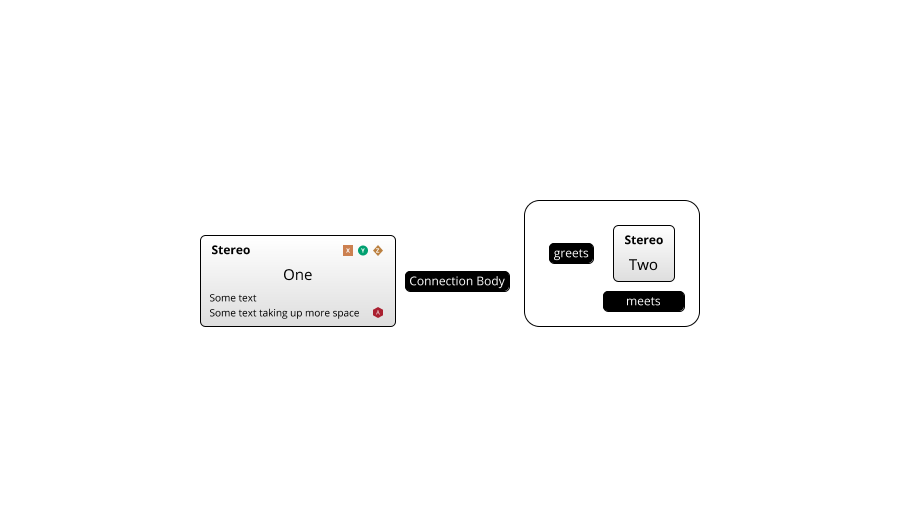 Stereo
X Y Z
One
Some text
Some text taking up more space
A
Connection Body
greets
Stereo
Two
meets